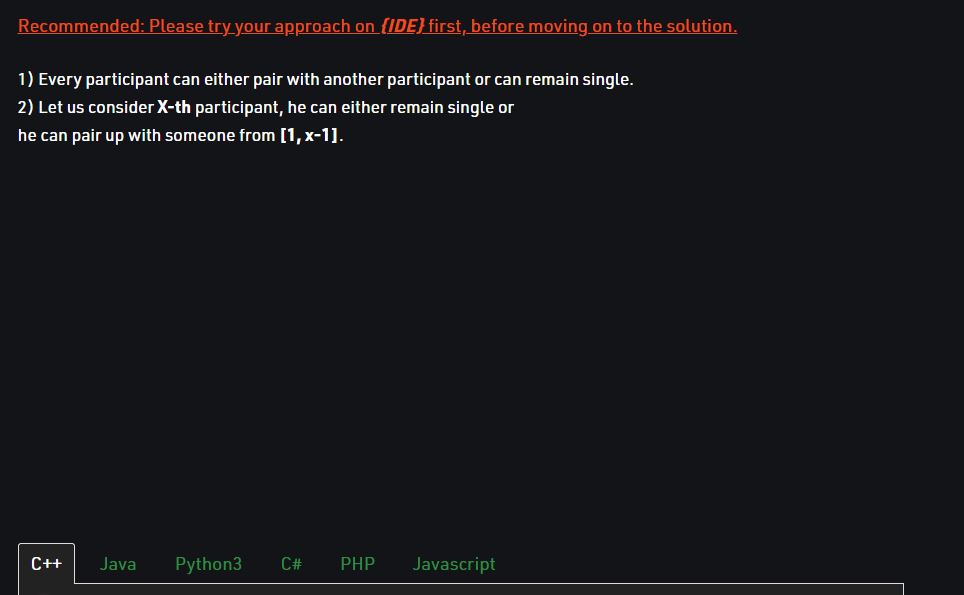 Recommended: Please try your approach on {IDE} first, before moving on to the solution.
1) Every participant can either pair with another participant or can remain single.
2) Let us consider X-th participant, he can either remain single or
he can pair up with someone from [1, x-1].
C++ Java Python3 C# PHP Javascript